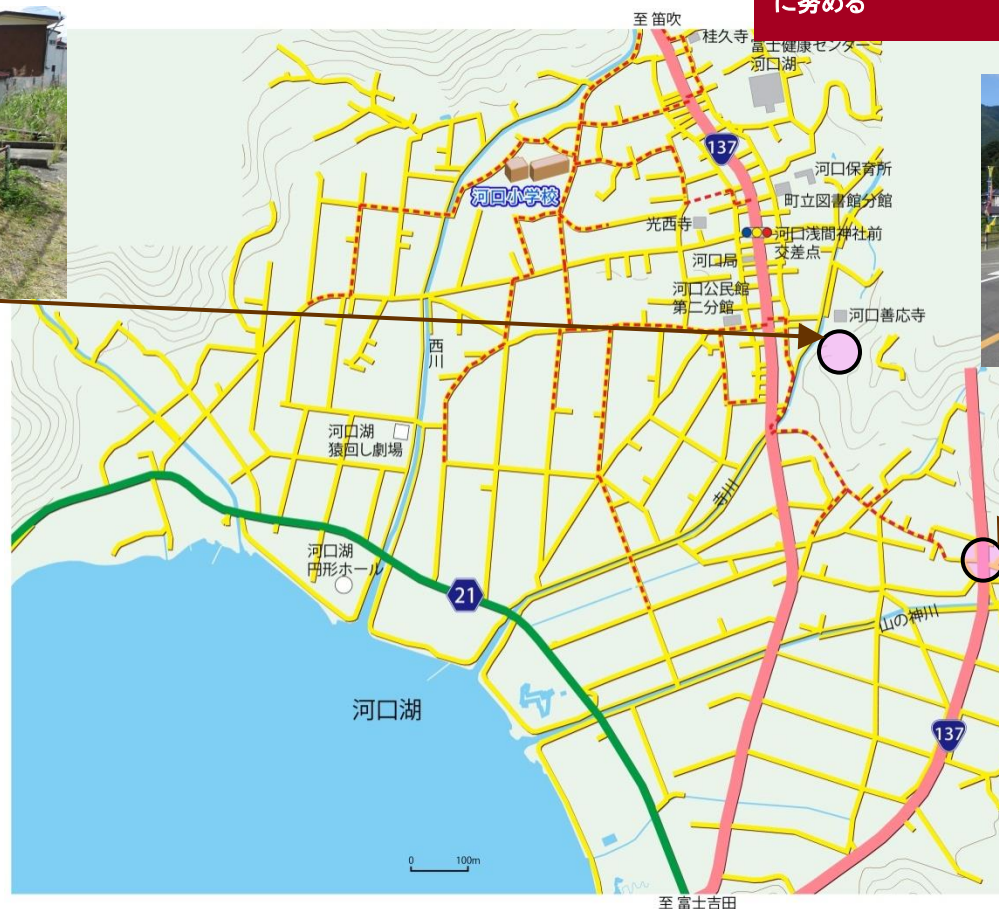 に努める
至 笛吹
桂久寺
富士健康センター
河口湖
137
河口保育所
河口小学校
町立図書館分館
光西寺
河口浅間神社前
交差点
河口局
河口公民館
第二分館
河口善応寺
西川
河口湖
猿回し劇場
寺川
河口湖
円形ホール
21
山の神川
河口湖
137
0 100m
至 富士吉田